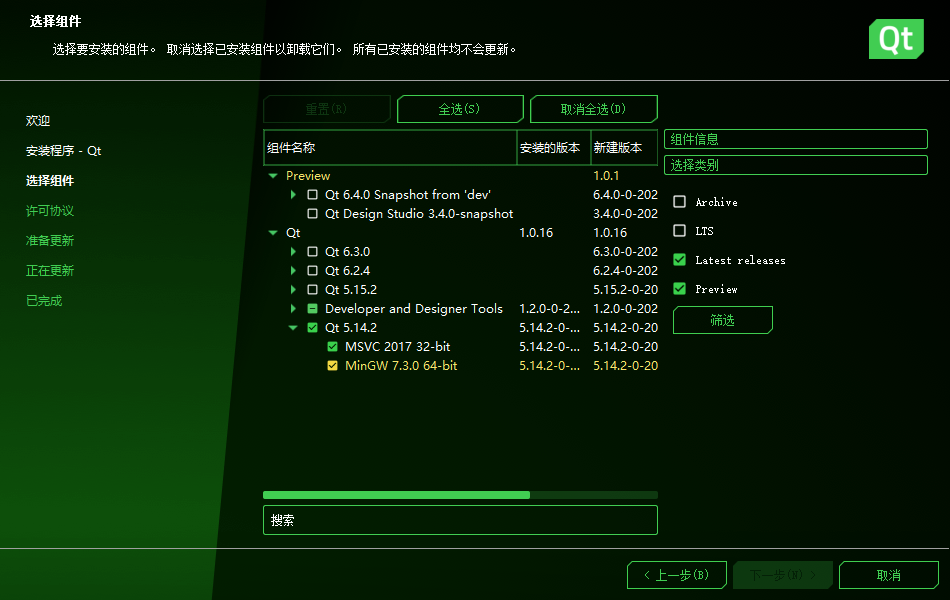 选择组件
选择要安装的组件。 取消选择已安装组件以卸载它们。 所有已安装的组件均不会更新。
Qt
欢迎
安装程序 - Qt
选择组件
许可协议
准备更新
正在更新
已完成
重置(R) 全选(S) 取消全选(D)
组件名称 安装的版本 新建版本
Preview 1.0.1
Qt 6.4.0 Snapshot from 'dev' 6.4.0-0-202
Qt Design Studio 3.4.0-snapshot 3.4.0-0-202
Qt 1.0.16 1.0.16
Qt 6.3.0 6.3.0-0-202
Qt 6.2.4 6.2.4-0-202
Qt 5.15.2 5.15.2-0-20
Developer and Designer Tools 1.2.0-0-2... 1.2.0-0-202
Qt 5.14.2 5.14.2-0-... 5.14.2-0-20
MSVC 2017 32-bit 5.14.2-0-... 5.14.2-0-20
MinGW 7.3.0 64-bit 5.14.2-0-... 5.14.2-0-20
搜索
组件信息
选择类别
Archive
LTS
Latest releases
Preview
筛选
< 上一步(B) 下一步(N) > 取消